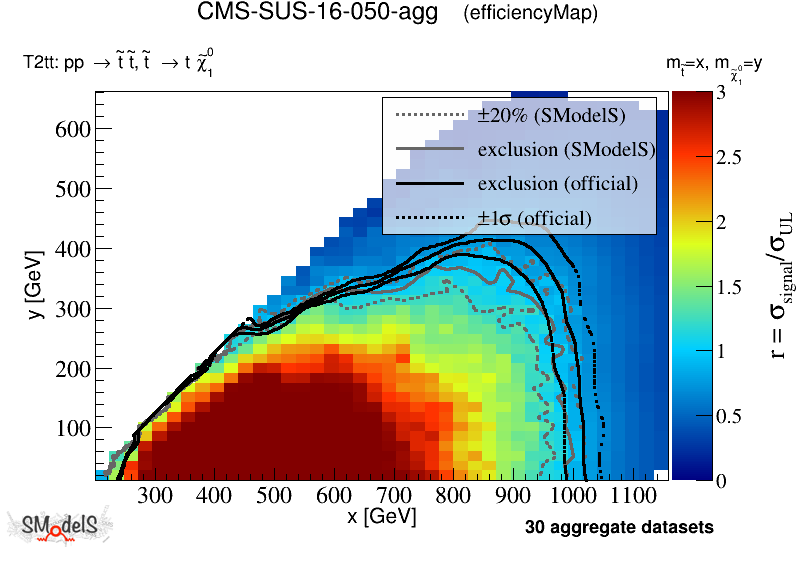 CMS-SUS-16-050-agg (efficiencyMap)
T2tt: pp → t̃ t̃, t̃ → t χ̃⁰₁
m_t̃=x, m_χ̃⁰₁=y
±20% (SModelS)
exclusion (SModelS)
exclusion (official)
±1σ (official)
600
500
400
300
200
100
y [GeV]
300 400 500 600 700 800 900 1000 1100
x [GeV]
3
2.5
2
1.5
1
0.5
0
r = σ_signal/σ_UL
SModelS
30 aggregate datasets